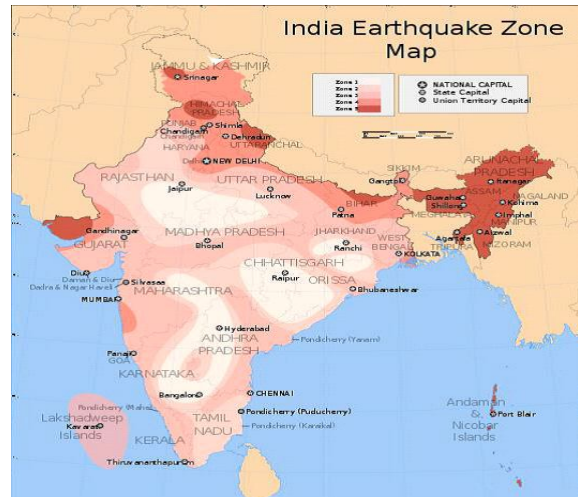 India Earthquake Zone
Map
Zone 1
Zone 2
Zone 3
Zone 4
Zone 5
NATIONAL CAPITAL
State Capital
Union Territory Capital
JAMMU & KASHMIR
Srinagar
HIMACHAL
PRADESH
PUNJAB
Shimla
Chandigarh
Chandigarh
Dehradun
UTTARANCHAL
HARYANA
Delhi
NEW DELHI
RAJASTHAN
Jaipur
UTTAR PRADESH
Lucknow
SIKKIM
Gangtok
ARUNACHAL
PRADESH
Itanagar
ASSAM
Guwahati
Shillong
MEGHALAYA
NAGALAND
Kohima
Imphal
MANIPUR
BIHAR
Patna
Gandhinagar
GUJARAT
MADHYA PRADESH
Bhopal
JHARKHAND
Ranchi
WEST
BENGAL
KOLKATA
Agartala
TRIPURA
Aizwal
MIZORAM
CHHATTISGARH
Raipur
ORISSA
Bhubaneshwar
Diu
Daman & Diu
Dadra & Nagar Haveli
Silvasaa
MUMBAI
MAHARASHTRA
Hyderabad
ANDHRA
PRADESH
Pondicherry (Yanam)
Panaji
GOA
KARNATAKA
Bangalore
CHENNAI
Pondicherry (Mahe)
Pondicherry (Puducherry)
Pondicherry (Karaikal)
Lakshadweep
Islands
Kavarati
TAMIL
NADU
KERALA
Thiruvananthapuram
Andaman
&
Nicobar
Islands
Port Blair